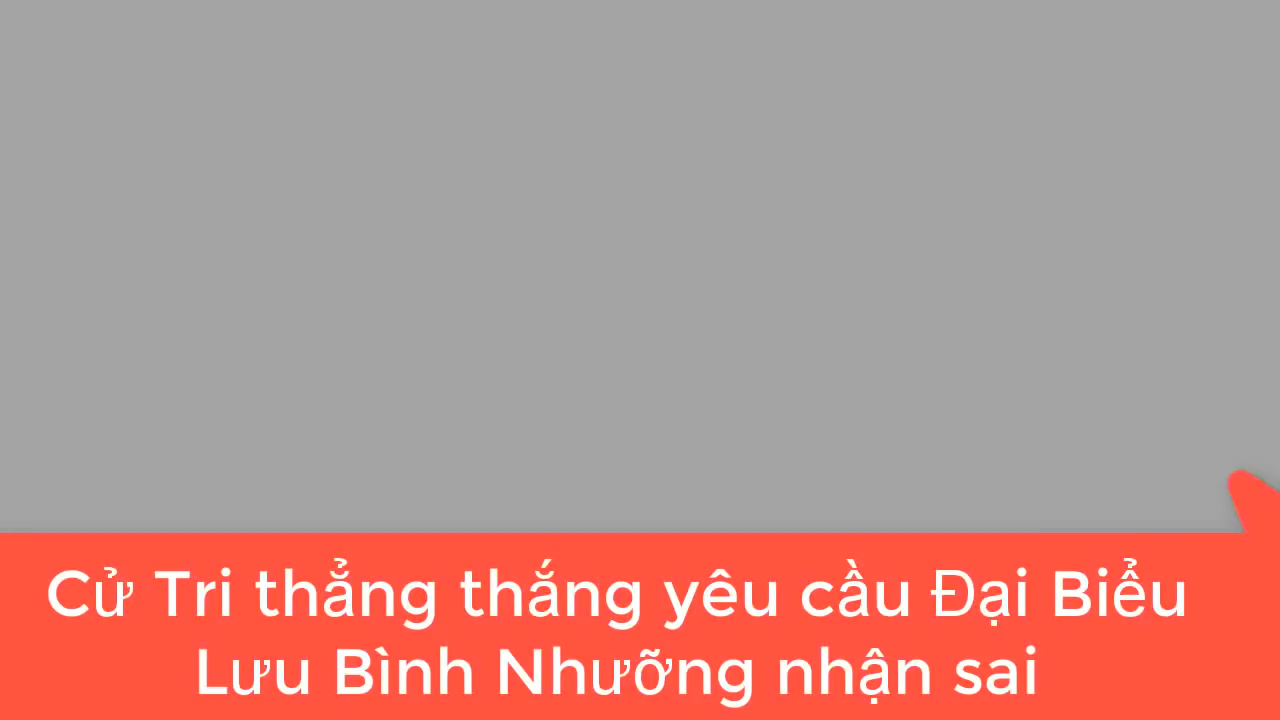 Cử Tri thẳng thắng yêu cầu Đại Biểu
Lưu Bình Nhưỡng nhận sai